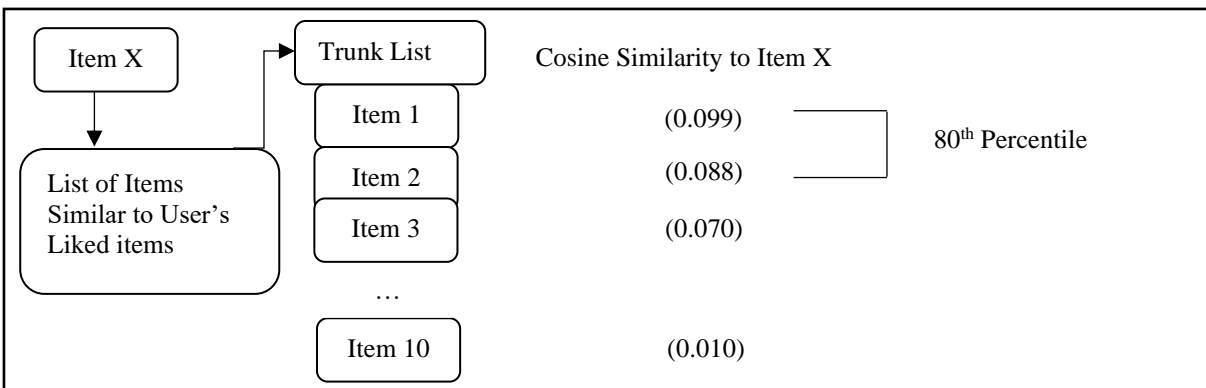 Item X
List of Items
Similar to User’s
Liked items
Trunk List
Cosine Similarity to Item X
Item 1
(0.099)
80th Percentile
Item 2
(0.088)
Item 3
(0.070)
…
Item 10
(0.010)